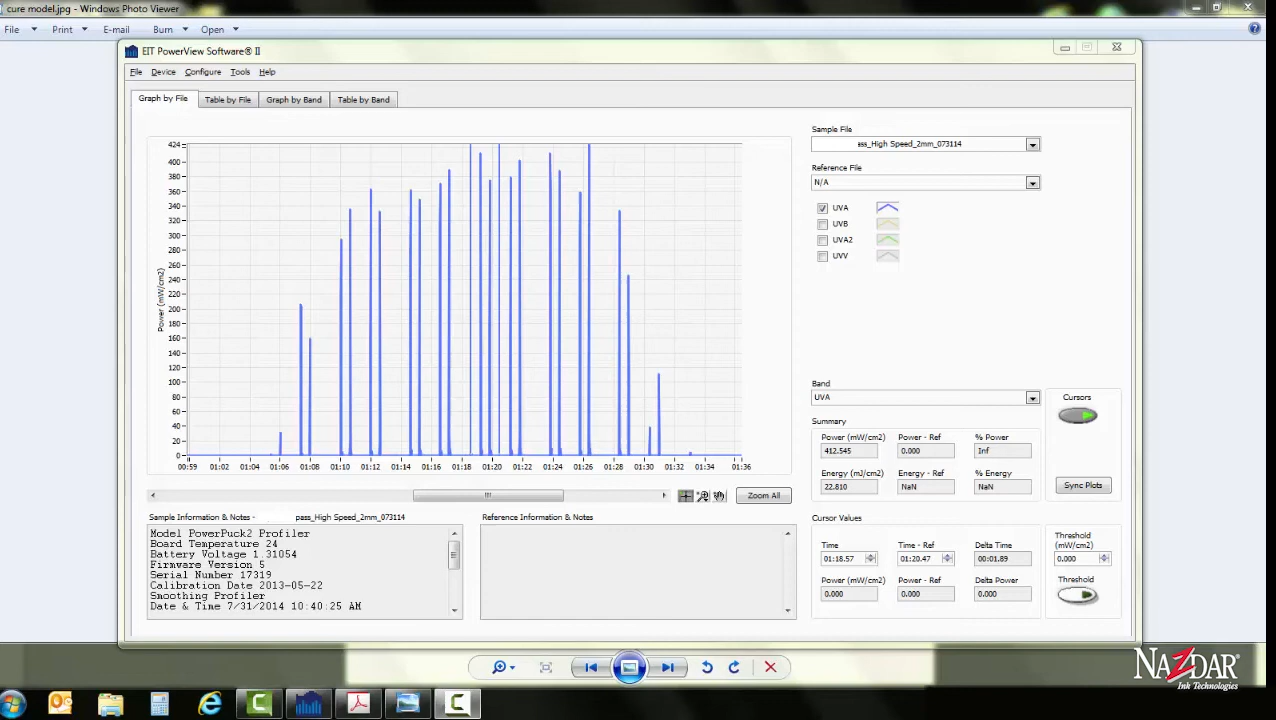 cure model.jpg - Windows Photo Viewer
File Print E-mail Burn Open
EIT PowerView Software® II
File Device Configure Tools Help
Graph by File Table by File Graph by Band Table by Band
Sample File
ass_High Speed_2mm_073114
Reference File
N/A
UVA
UVB
UVA2
UVV
Power (mW/cm2)
424
400
380
360
340
320
300
280
260
240
220
200
180
160
140
120
100
80
60
40
20
0
00:59 01:02 01:04 01:06 01:08 01:10 01:12 01:14 01:16 01:18 01:20 01:22 01:24 01:26 01:28 01:30 01:32 01:34 01:36
Zoom All
Band
UVA
Summary
Power (mW/cm2) Power - Ref % Power
412.545 0.000 Inf
Energy (mJ/cm2) Energy - Ref % Energy
22.810 NaN NaN
Cursors
Sync Plots
Sample Information & Notes - pass_High Speed_2mm_073114
Model PowerPuck2 Profiler
Board Temperature 24
Battery Voltage 1.31054
Firmware Version 5
Serial Number 17319
Calibration Date 2013-05-22
Smoothing Profiler
Date & Time 7/31/2014 10:40:25 AM
Reference Information & Notes
Cursor Values
Time Time - Ref Delta Time
01:18.57 01:20.47 00:01.89
Power (mW/cm2) Power - Ref Delta Power
0.000 0.000 0.000
Threshold
(mW/cm2)
0.000
Threshold
NAZDAR®
Ink Technologies®